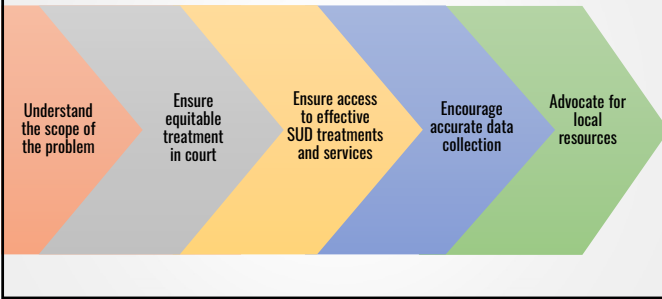 Understand
the scope of
the problem
Ensure
equitable
treatment
in court
Ensure access
to effective
SUD treatments
and services
Encourage
accurate data
collection
Advocate for
local
resources